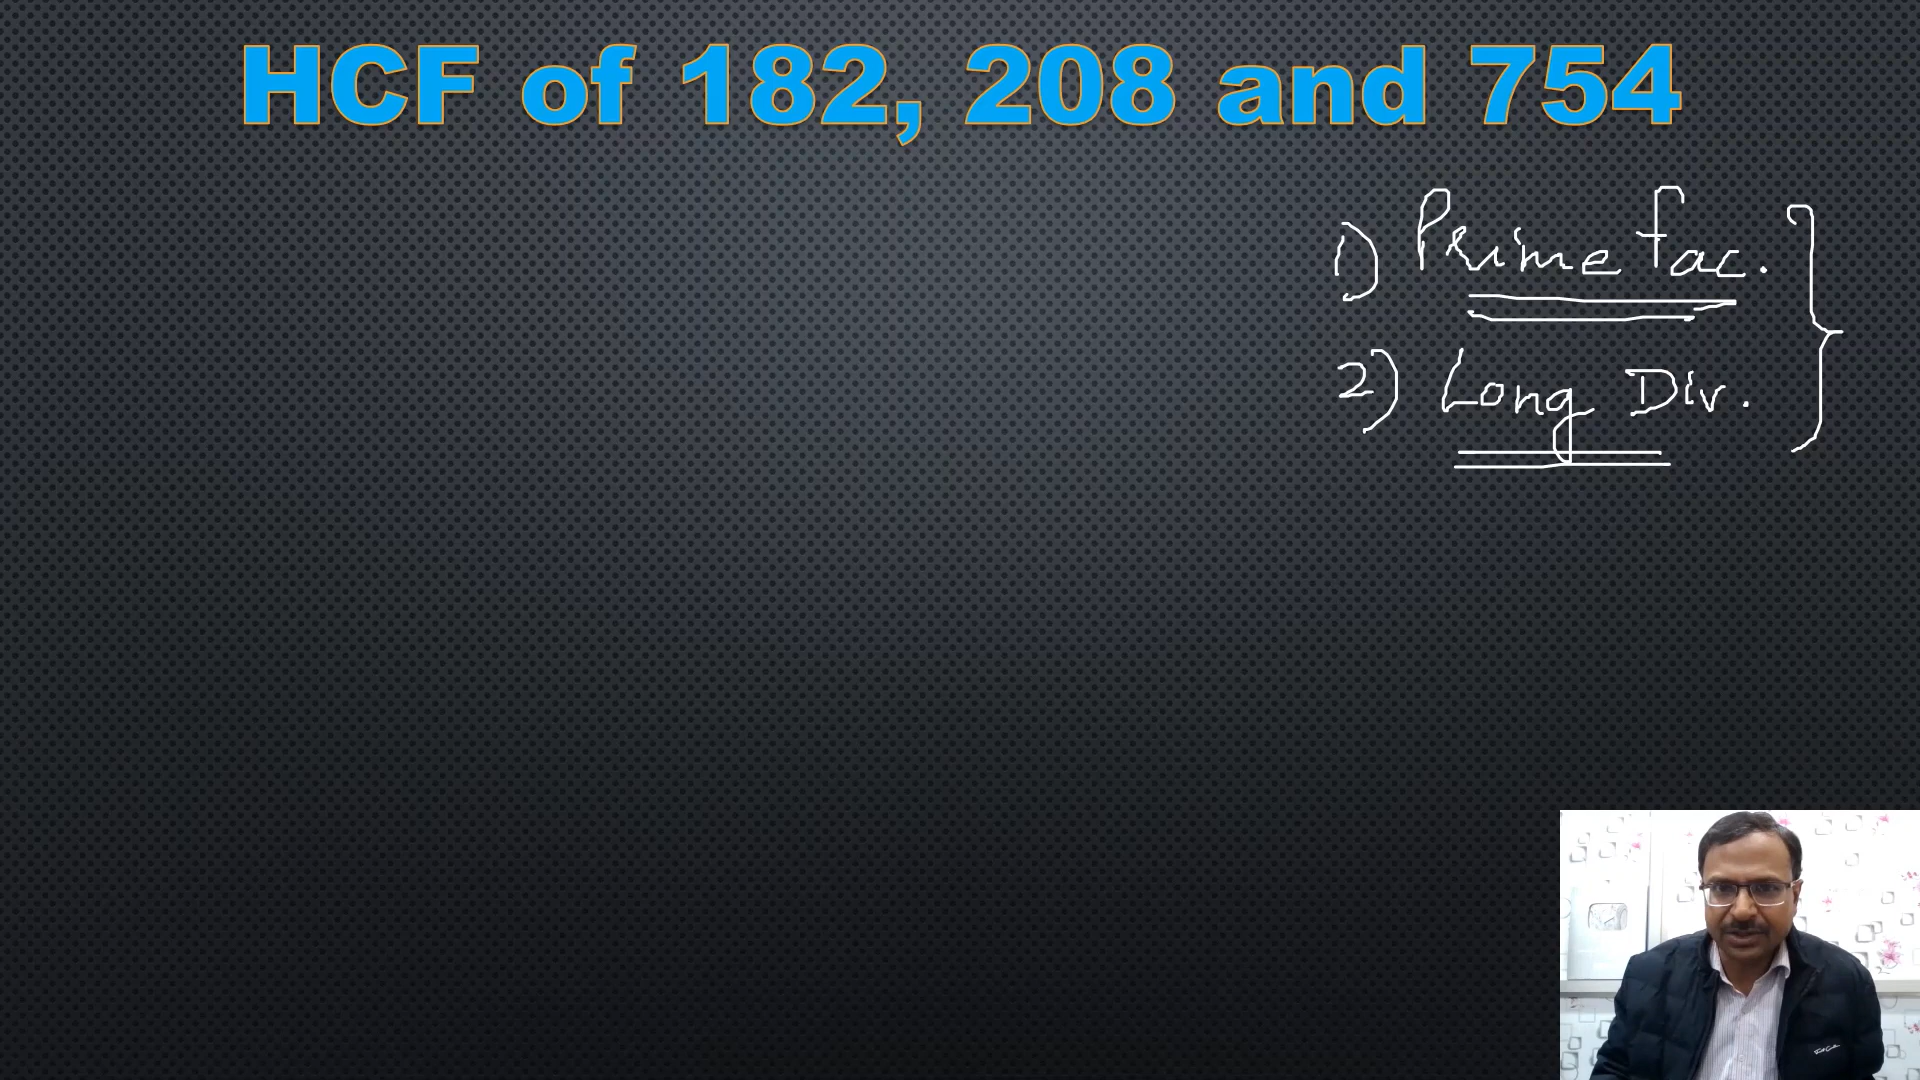 HCF of 182, 208 and 754
1) Prime fac.
2) Long Div.